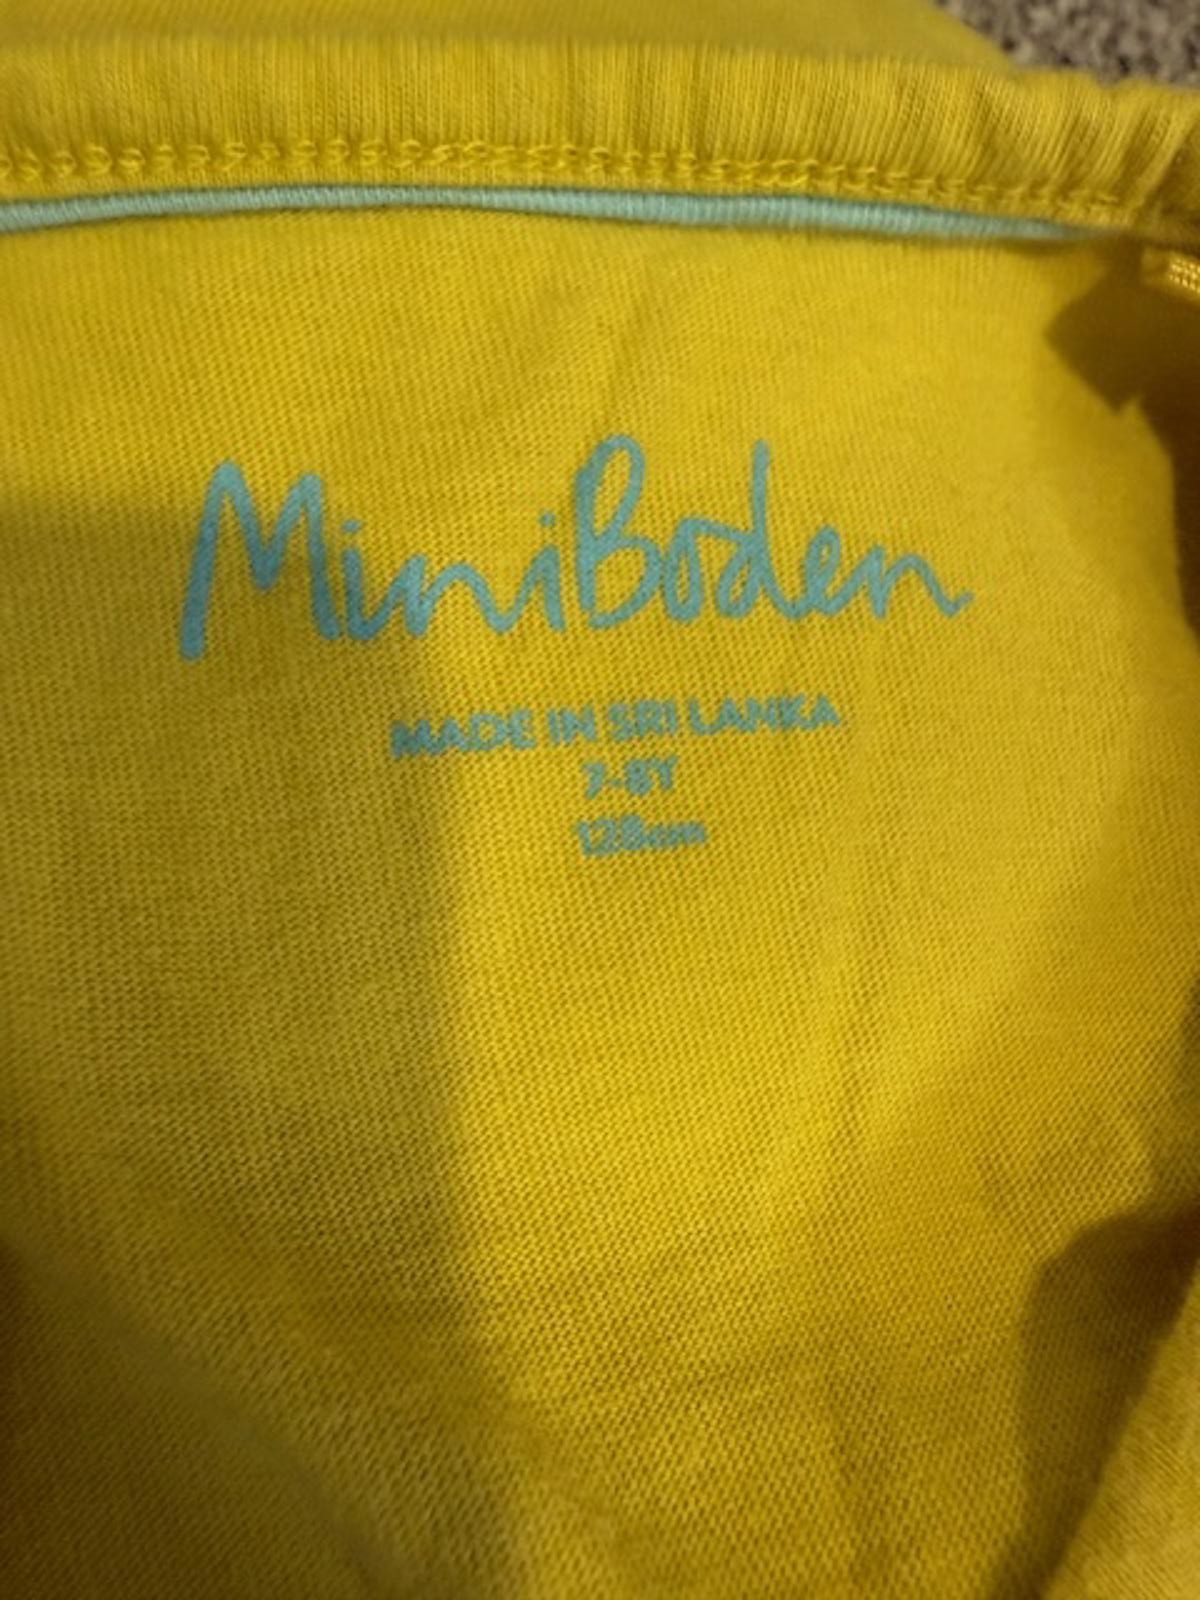 MiniBoden
MADE IN SRI LANKA
7-8Y
128cm